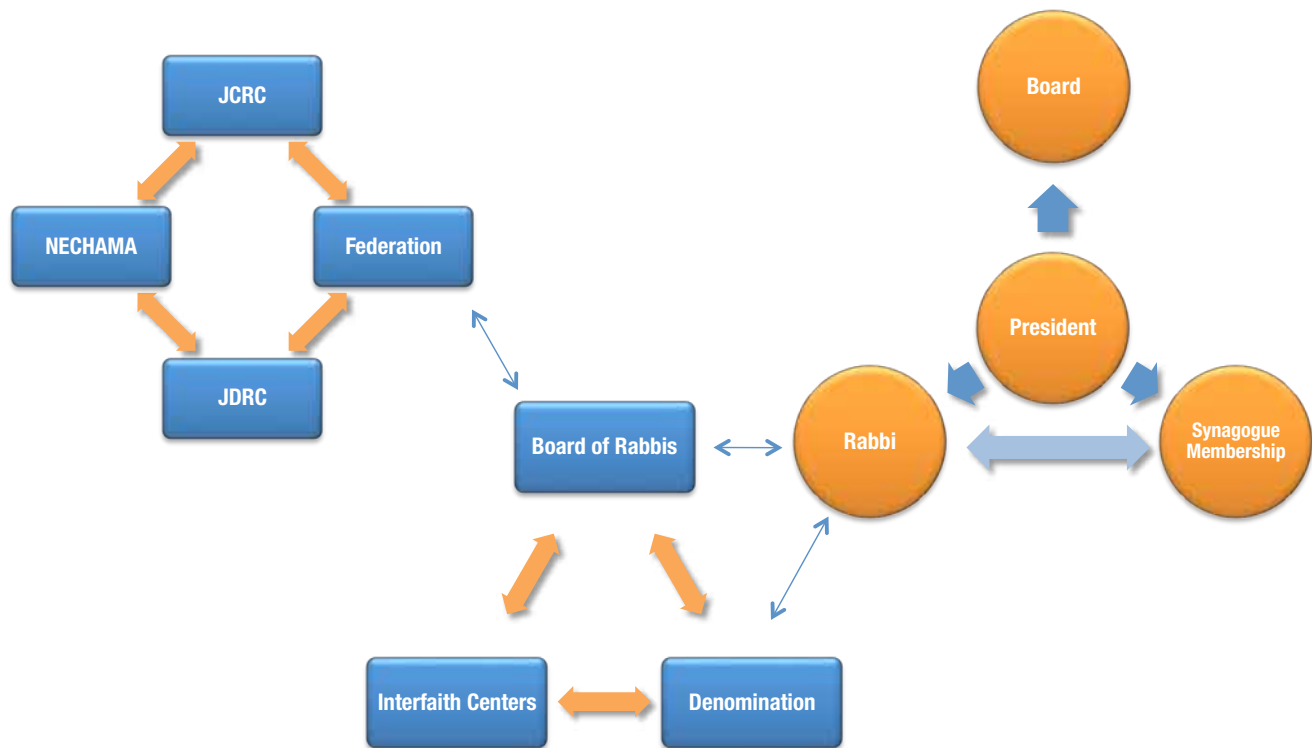 JCRC
Board
NECHAMA
Federation
President
JDRC
Board of Rabbis
Rabbi
Synagogue
Membership
Interfaith Centers
Denomination